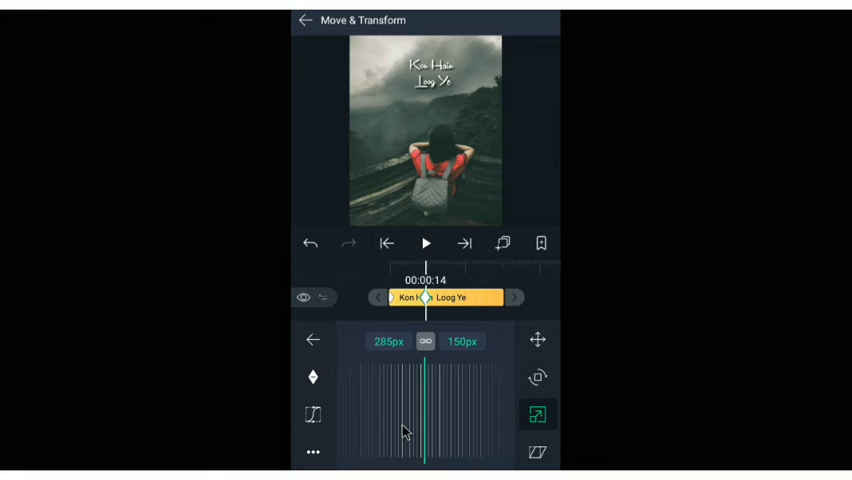 Move & Transform
Kon Hain
Loog Ye
00:00:14
Kon H n Loog Ye
285px 150px